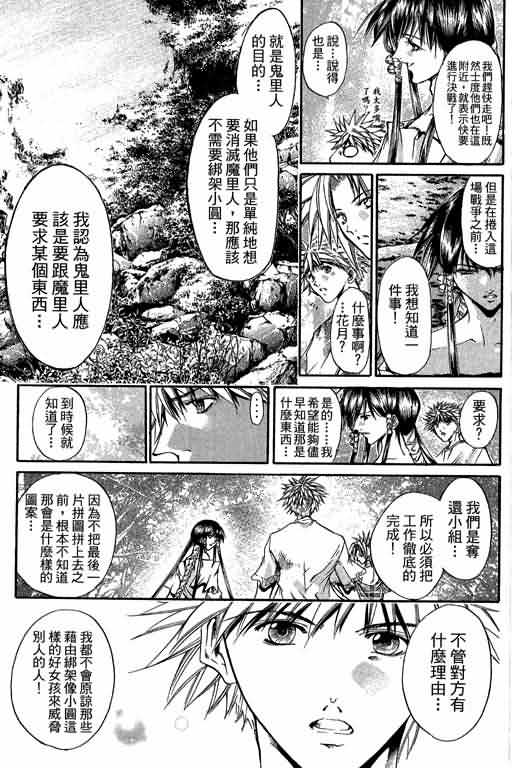 我們趕快走吧！既
然士度他們也在這
附近，就表示快要
進行決戰了！
說…說得
也是…
我太多嘴
了嗎…
但是在捲入這
場戰爭之前…
我想知道一
件事！
什麼事啊？
…花月？
就是鬼里人
的目的…
如果他們只是單純地想
要消滅魔里人，那應該
不需要綁架小圓…
我認為鬼里人應
該是要跟魔里人
要求某個東西…
要求？
是的……我
希望能夠儘
早知道那是
什麼東西…
…
到時候就
知道了…
我們是奪
還小組…
所以必須把
工作徹底的
完成！
因為不把最後一
片拼圖拼上去之
前，根本不知道
那會是什麼樣的
圖案…
不管對方有
什麼理由…
我都不會原諒那些
藉由綁架像小圓這
樣的好女孩來威脅
別人的人！